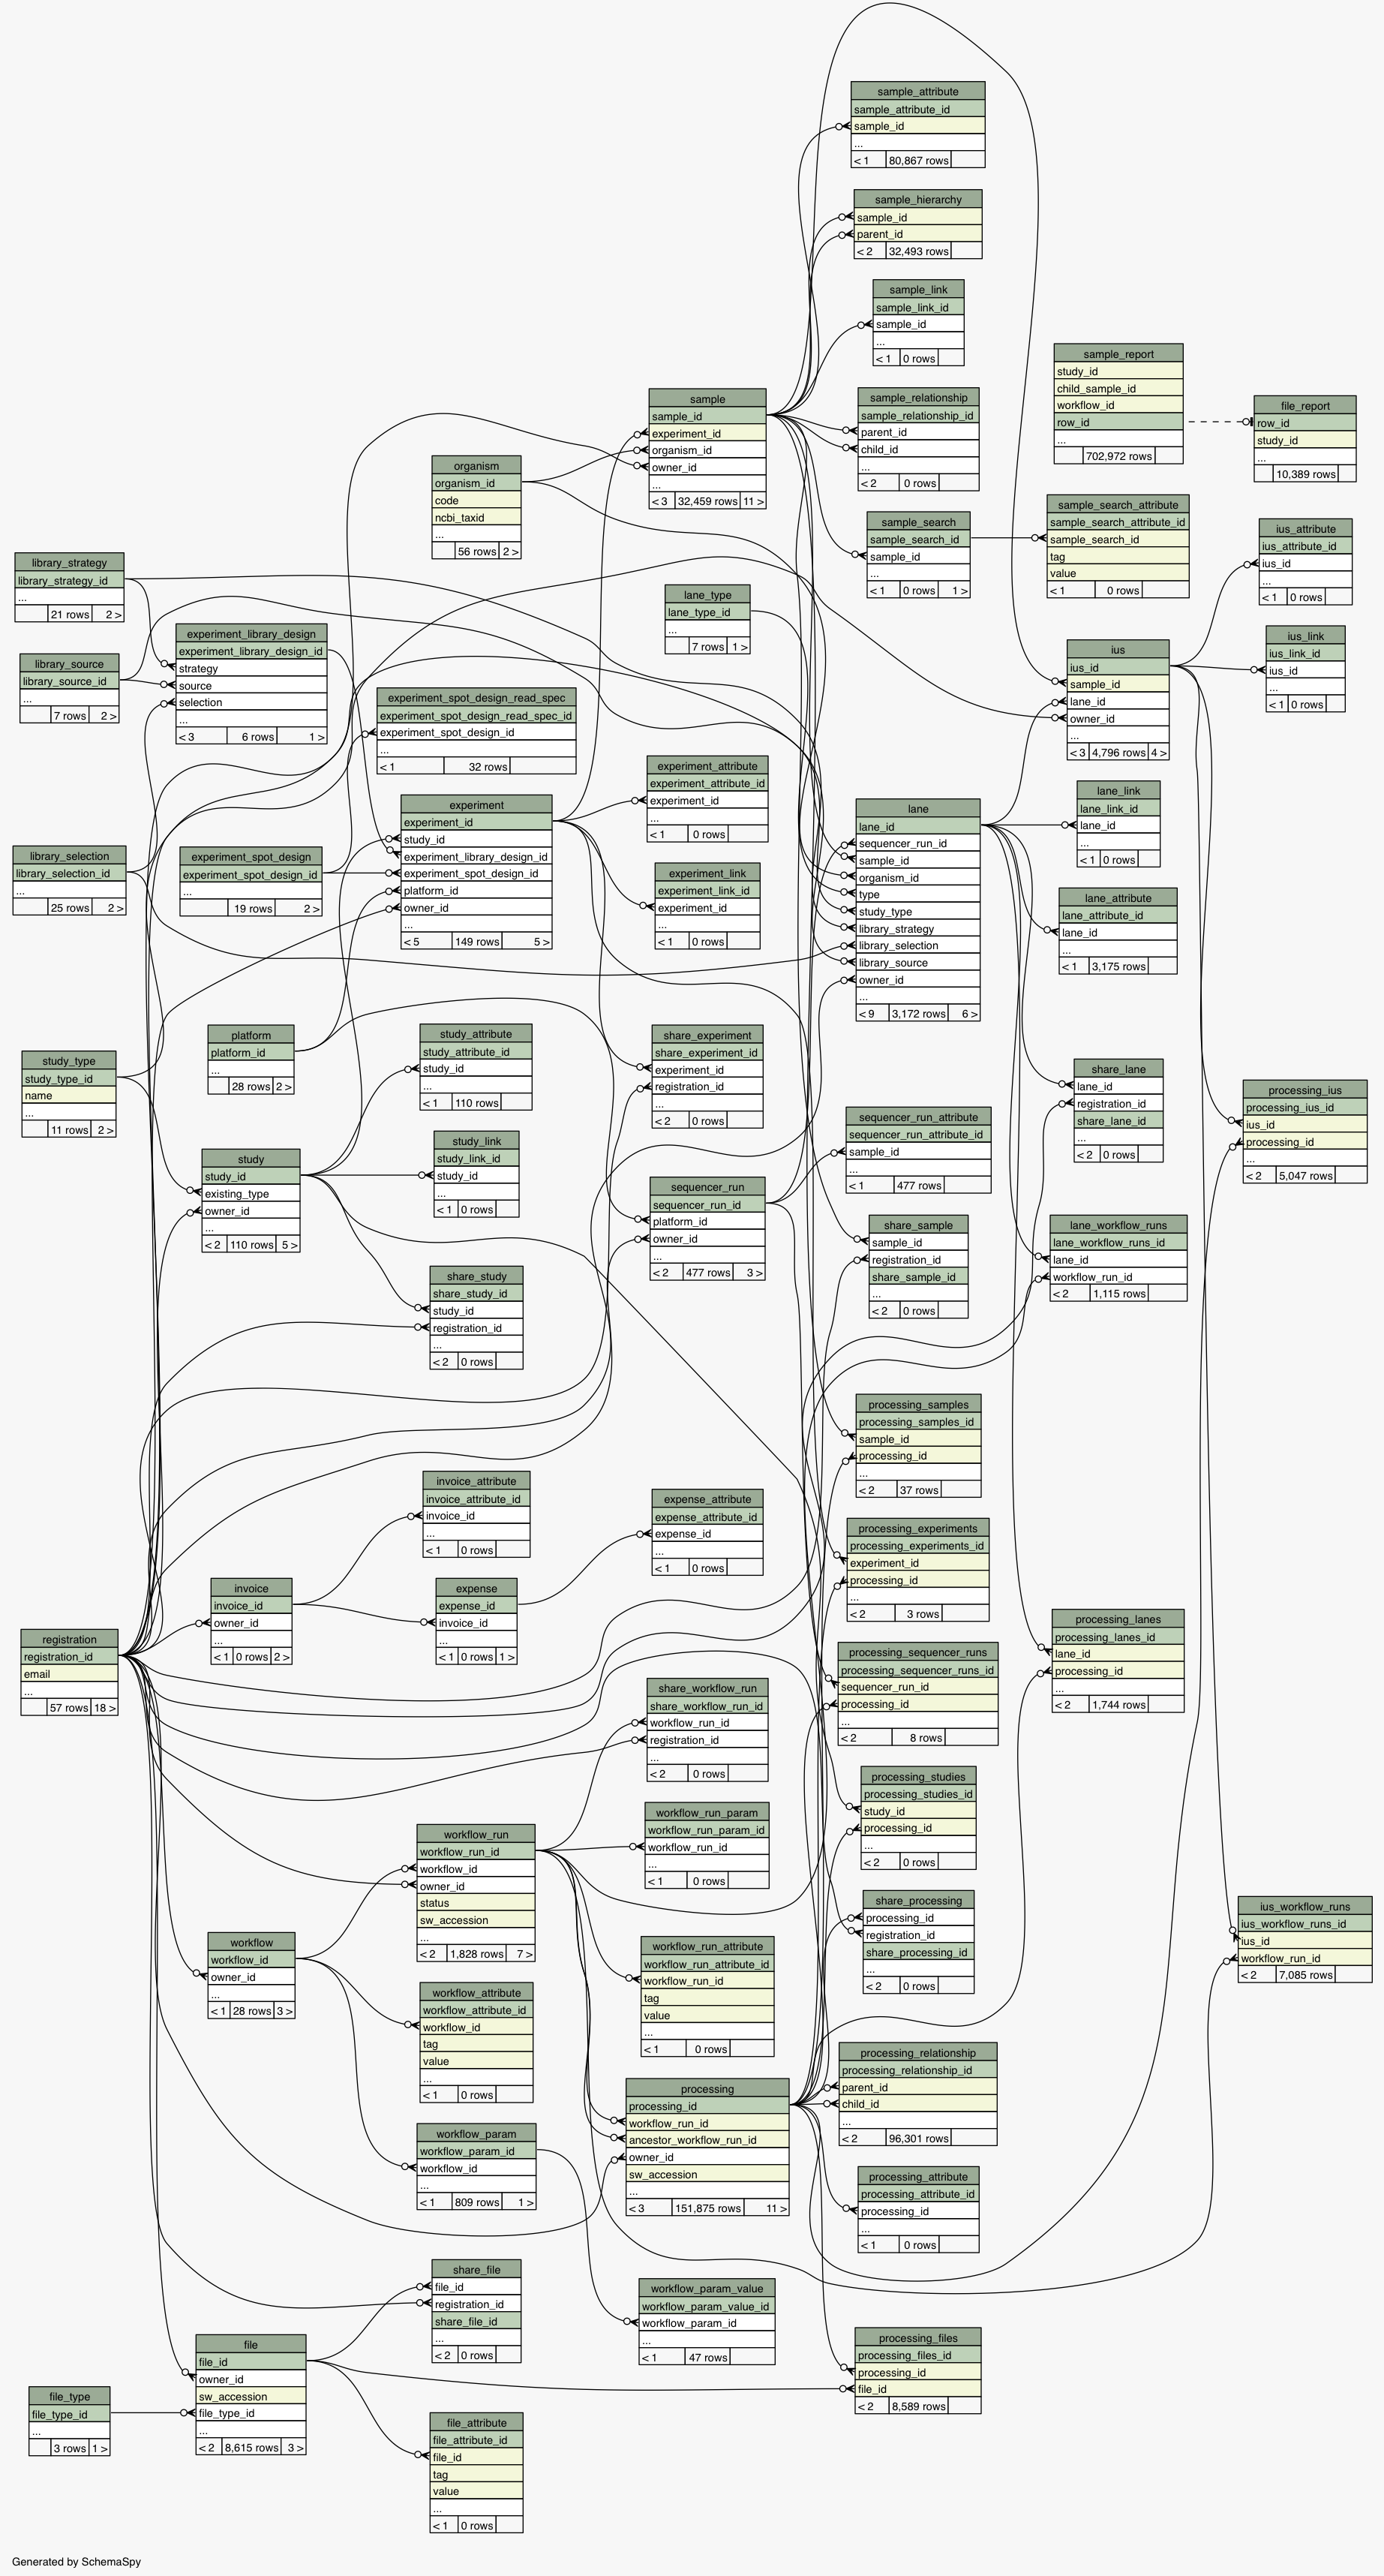 sample_attribute
sample_attribute_id
sample_id
...
< 1 80,867 rows
sample_hierarchy
sample_id
parent_id
< 2 32,493 rows
sample_link
sample_link_id
sample_id
...
< 1 0 rows
sample_report
study_id
child_sample_id
workflow_id
row_id
...
702,972 rows
file_report
row_id
study_id
...
10,389 rows
sample
sample_id
experiment_id
organism_id
owner_id
...
< 3 32,459 rows 11 >
sample_relationship
sample_relationship_id
parent_id
child_id
...
< 2 0 rows
organism
organism_id
code
ncbi_taxid
...
56 rows 2 >
sample_search
sample_search_id
sample_id
...
< 1 0 rows 1 >
sample_search_attribute
sample_search_attribute_id
sample_search_id
tag
value
< 1 0 rows
ius_attribute
ius_attribute_id
ius_id
...
< 1 0 rows
library_strategy
library_strategy_id
...
21 rows 2 >
lane_type
lane_type_id
...
7 rows 1 >
experiment_library_design
experiment_library_design_id
strategy
source
selection
...
< 3 6 rows 1 >
ius_link
ius_link_id
ius_id
...
< 1 0 rows
ius
ius_id
sample_id
lane_id
owner_id
...
< 3 4,796 rows 4 >
library_source
library_source_id
...
7 rows 2 >
experiment_spot_design_read_spec
experiment_spot_design_read_spec_id
experiment_spot_design_id
...
< 1 32 rows
experiment_attribute
experiment_attribute_id
experiment_id
...
< 1 0 rows
lane_link
lane_link_id
lane_id
...
< 1 0 rows
experiment
experiment_id
study_id
experiment_library_design_id
experiment_spot_design_id
platform_id
owner_id
...
< 5 149 rows 5 >
lane
lane_id
sequencer_run_id
sample_id
organism_id
type
study_type
library_strategy
library_selection
library_source
owner_id
...
< 9 3,172 rows 6 >
library_selection
library_selection_id
...
25 rows 2 >
experiment_spot_design
experiment_spot_design_id
...
19 rows 2 >
experiment_link
experiment_link_id
experiment_id
...
< 1 0 rows
lane_attribute
lane_attribute_id
lane_id
...
< 1 3,175 rows
platform
platform_id
...
28 rows 2 >
study_attribute
study_attribute_id
study_id
...
< 1 110 rows
share_experiment
share_experiment_id
experiment_id
registration_id
...
< 2 0 rows
study_type
study_type_id
name
...
11 rows 2 >
share_lane
lane_id
registration_id
share_lane_id
...
< 2 0 rows
processing_ius
processing_ius_id
ius_id
processing_id
...
< 2 5,047 rows
sequencer_run_attribute
sequencer_run_attribute_id
sample_id
...
< 1 477 rows
study_link
study_link_id
study_id
...
< 1 0 rows
study
study_id
existing_type
owner_id
...
< 2 110 rows 5 >
sequencer_run
sequencer_run_id
platform_id
owner_id
...
< 2 477 rows 3 >
share_sample
sample_id
registration_id
share_sample_id
...
< 2 0 rows
lane_workflow_runs
lane_workflow_runs_id
lane_id
workflow_run_id
< 2 1,115 rows
share_study
share_study_id
study_id
registration_id
...
< 2 0 rows
processing_samples
processing_samples_id
sample_id
processing_id
...
< 2 37 rows
invoice_attribute
invoice_attribute_id
invoice_id
...
< 1 0 rows
expense_attribute
expense_attribute_id
expense_id
...
< 1 0 rows
processing_experiments
processing_experiments_id
experiment_id
processing_id
...
< 2 3 rows
invoice
invoice_id
owner_id
...
< 1 0 rows 2 >
expense
expense_id
invoice_id
...
< 1 0 rows 1 >
processing_lanes
processing_lanes_id
lane_id
processing_id
...
< 2 1,744 rows
registration
registration_id
email
...
57 rows 18 >
processing_sequencer_runs
processing_sequencer_runs_id
sequencer_run_id
processing_id
...
< 2 8 rows
share_workflow_run
share_workflow_run_id
workflow_run_id
registration_id
...
< 2 0 rows
processing_studies
processing_studies_id
study_id
processing_id
...
< 2 0 rows
workflow_run_param
workflow_run_param_id
workflow_run_id
...
< 1 0 rows
workflow_run
workflow_run_id
workflow_id
owner_id
status
sw_accession
...
< 2 1,828 rows 7 >
share_processing
processing_id
registration_id
share_processing_id
...
< 2 0 rows
ius_workflow_runs
ius_workflow_runs_id
ius_id
workflow_run_id
< 2 7,085 rows
workflow
workflow_id
owner_id
...
< 1 28 rows 3 >
workflow_run_attribute
workflow_run_attribute_id
workflow_run_id
tag
value
...
< 1 0 rows
workflow_attribute
workflow_attribute_id
workflow_id
tag
value
...
< 1 0 rows
processing_relationship
processing_relationship_id
parent_id
child_id
...
< 2 96,301 rows
processing
processing_id
workflow_run_id
ancestor_workflow_run_id
owner_id
sw_accession
...
< 3 151,875 rows 11 >
workflow_param
workflow_param_id
workflow_id
...
< 1 809 rows 1 >
processing_attribute
processing_attribute_id
processing_id
...
< 1 0 rows
share_file
file_id
registration_id
share_file_id
...
< 2 0 rows
workflow_param_value
workflow_param_value_id
workflow_param_id
...
< 1 47 rows
processing_files
processing_files_id
processing_id
file_id
< 2 8,589 rows
file
file_id
owner_id
sw_accession
file_type_id
...
< 2 8,615 rows 3 >
file_type
file_type_id
...
3 rows 1 >
file_attribute
file_attribute_id
file_id
tag
value
...
< 1 0 rows
Generated by SchemaSpy